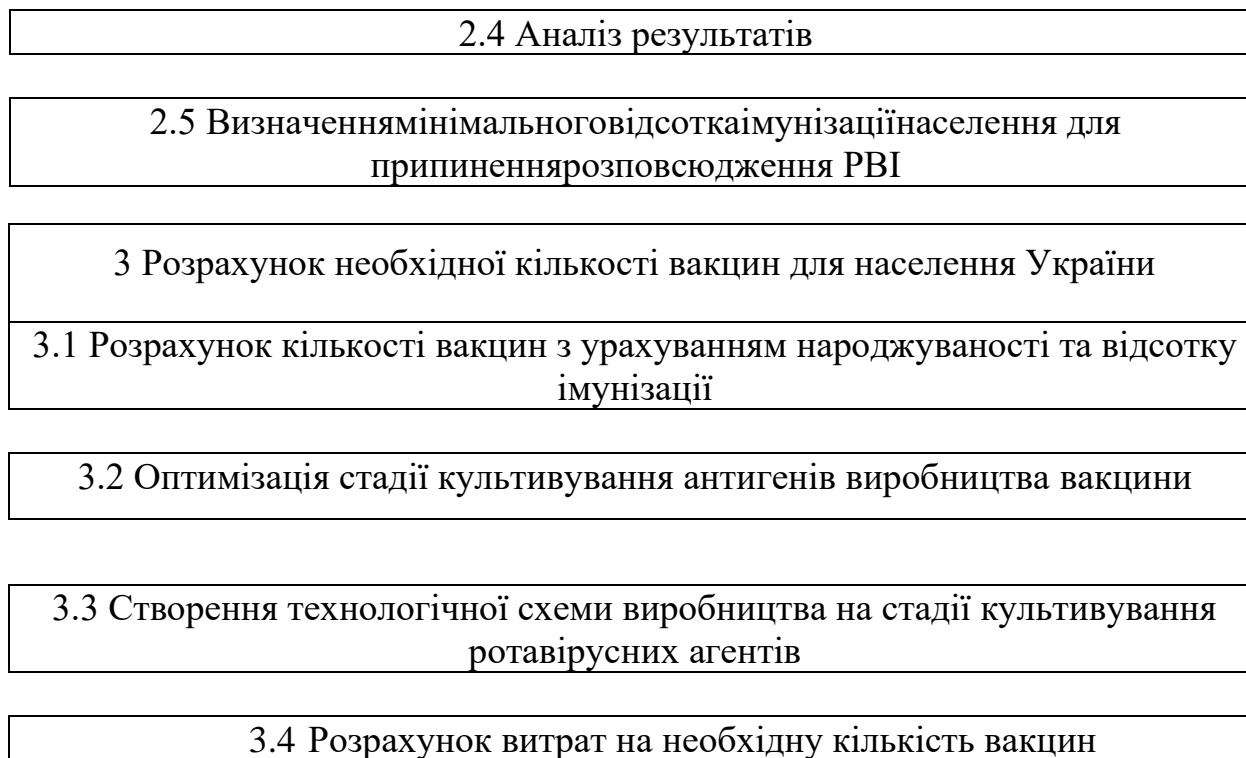 2.4 Аналіз результатів
2.5 Визначеннямінімальноговідсоткаімунізаціїнаселення для
припиненнярозповсюдження РВІ
3 Розрахунок необхідної кількості вакцин для населення України
3.1 Розрахунок кількості вакцин з урахуванням народжуваності та відсотку
імунізації
3.2 Оптимізація стадії культивування антигенів виробництва вакцини
3.3 Створення технологічної схеми виробництва на стадії культивування
ротавірусних агентів
3.4 Розрахунок витрат на необхідну кількість вакцин